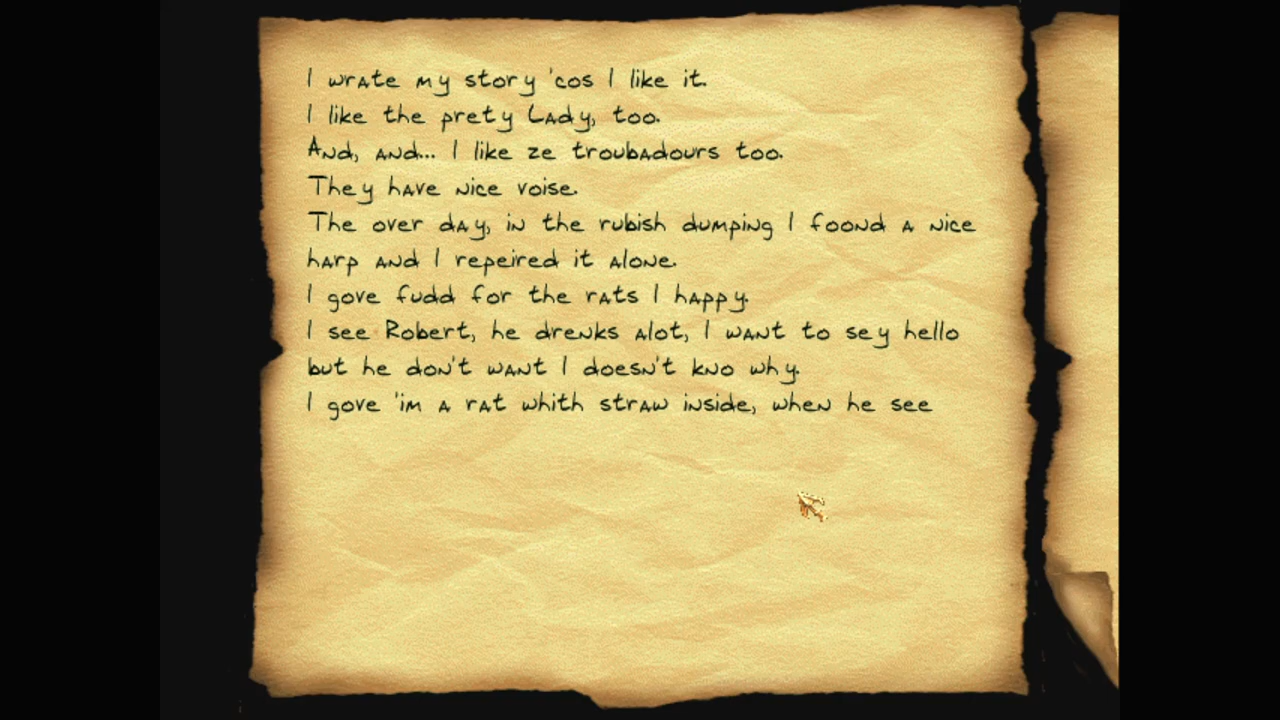 I wrate my story 'cos I like it.
I like the prety Lady, too.
And, and... I like ze troubadours too.
They have nice voise.
The over day, in the rubish dumping I foond a nice
harp and I repeired it alone.
I gove fudd for the rats I happy.
I see Robert, he drenks alot, I want to sey hello
but he don't want I doesn't kno why.
I gove 'im a rat whith straw inside, when he see